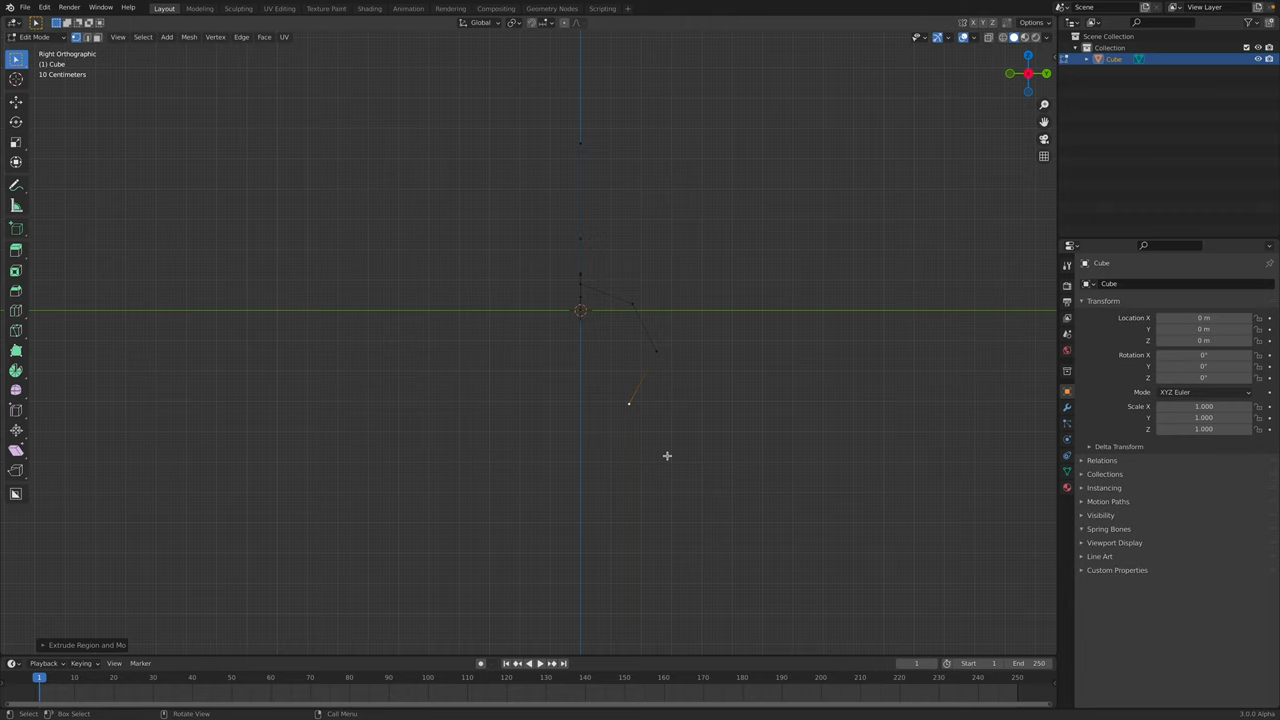 File Edit Render Window Help Layout Modeling Sculpting UV Editing Texture Paint Shading Animation Rendering Compositing Geometry Nodes Scripting Scene View Layer
Global Options
Edit Mode View Select Add Mesh Vertex Edge Face UV
Right Orthographic
(1) Cube
10 Centimeters
Z
Y
Scene Collection
Collection
Cube
Cube
Cube
Transform
Location X 0 m
Y 0 m
Z 0 m
Rotation X 0°
Y 0°
Z 0°
Mode XYZ Euler
Scale X 1.000
Y 1.000
Z 1.000
Delta Transform
Relations
Collections
Instancing
Motion Paths
Visibility
Spring Bones
Viewport Display
Line Art
Custom Properties
Extrude Region and Mo
Playback Keying View Marker 1 Start 1 End 250
1 10 20 30 40 50 60 70 80 90 100 110 120 130 140 150 160 170 180 190 200 210 220 230 240 250
Select Box Select Rotate View Call Menu 3.0.0 Alpha